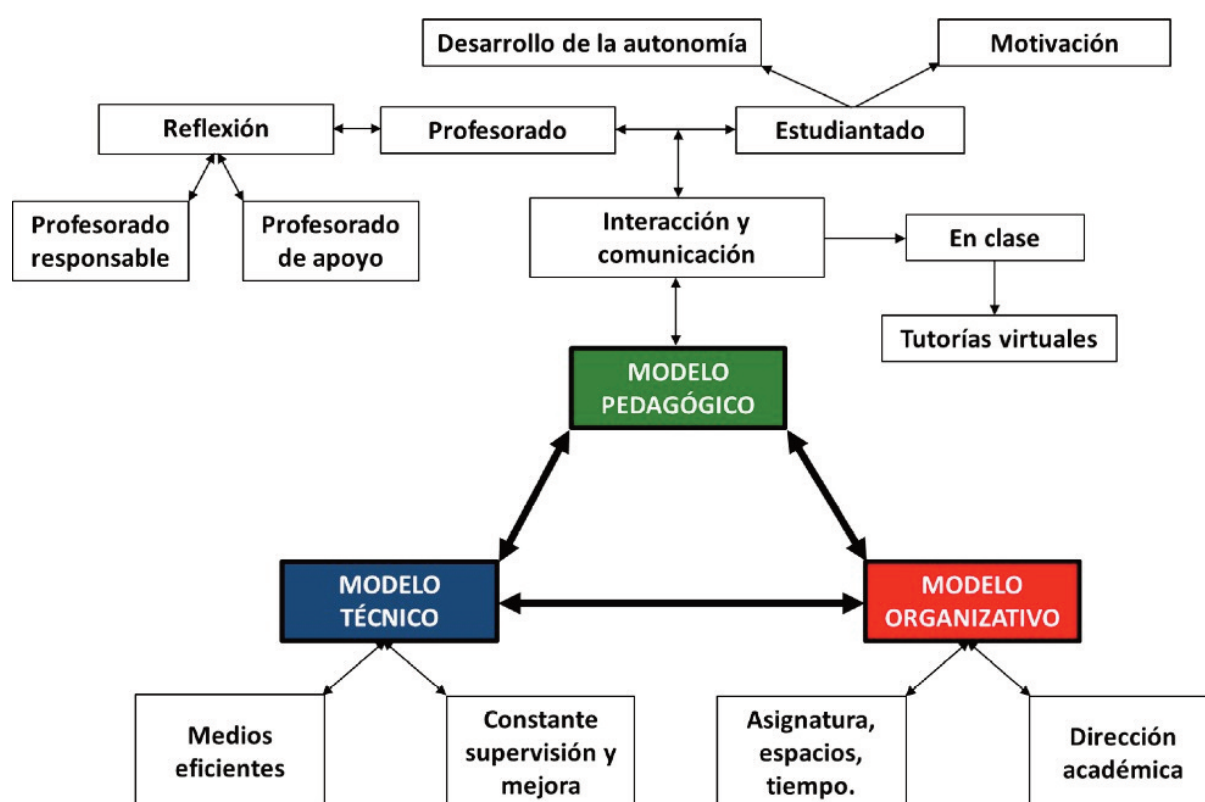 Desarrollo de la autonomía
Motivación
Reflexión
Profesorado
Estudiantado
Profesorado
responsable
Profesorado
de apoyo
Interacción y
comunicación
En clase
Tutorías virtuales
MODELO
PEDAGÓGICO
MODELO
TÉCNICO
MODELO
ORGANIZATIVO
Medios
eficientes
Constante
supervisión y
mejora
Asignatura,
espacios,
tiempo.
Dirección
académica